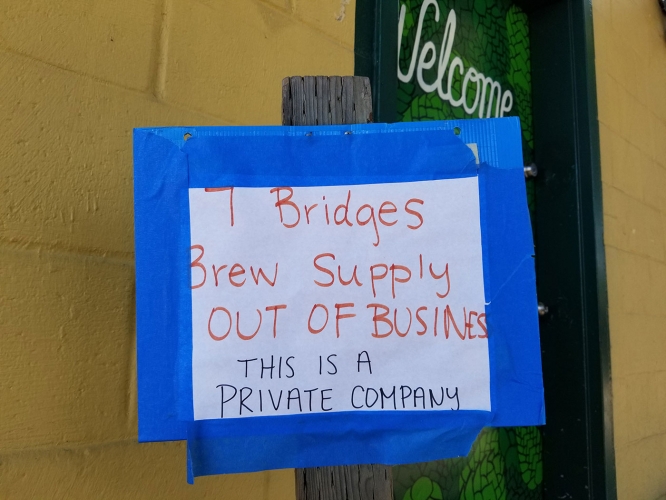 Welcome
7 Bridges
Brew Supply
OUT OF BUSINES
THIS IS A
PRIVATE COMPANY